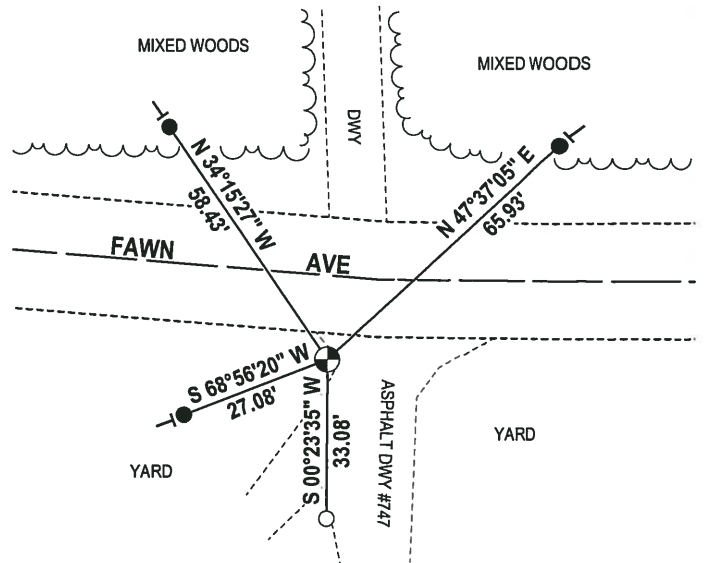 MIXED WOODS
MIXED WOODS
DWY
N 34°15'27" W
58.43'
N 47°37'05" E
65.93'
FAWN AVE
S 68°56'20" W
27.08'
S 00°23'35" W
33.08'
ASPHALT DWY #747
YARD
YARD